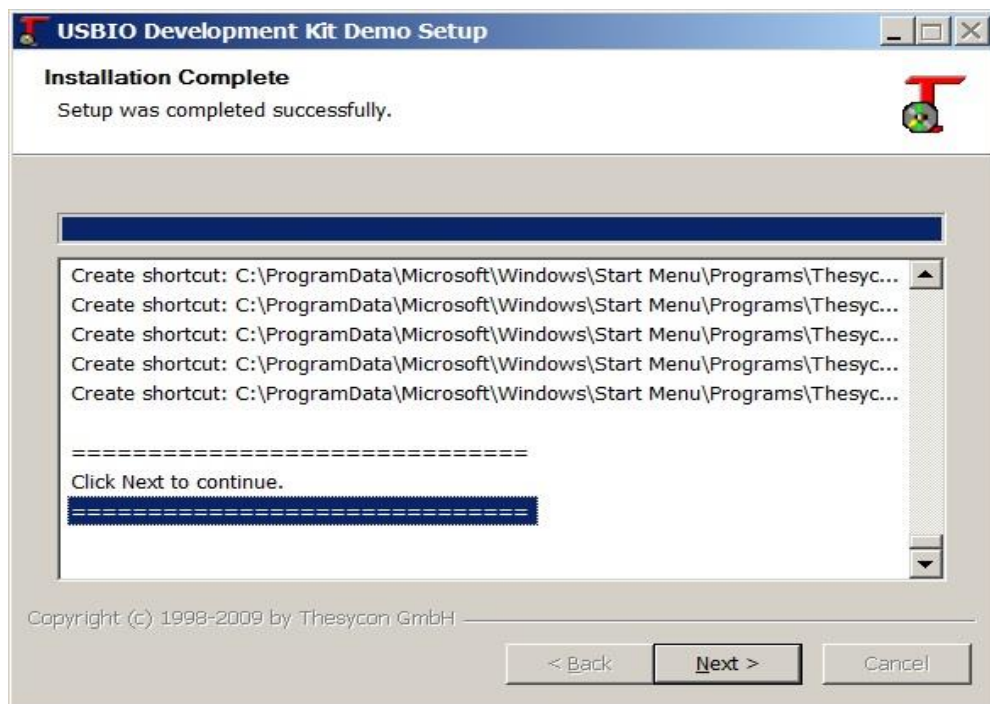 USBIO Development Kit Demo Setup
Installation Complete
Setup was completed successfully.
Create shortcut: C:\ProgramData\Microsoft\Windows\Start Menu\Programs\Thesyc...
Create shortcut: C:\ProgramData\Microsoft\Windows\Start Menu\Programs\Thesyc...
Create shortcut: C:\ProgramData\Microsoft\Windows\Start Menu\Programs\Thesyc...
Create shortcut: C:\ProgramData\Microsoft\Windows\Start Menu\Programs\Thesyc...
Create shortcut: C:\ProgramData\Microsoft\Windows\Start Menu\Programs\Thesyc...
==============================
Click Next to continue.
==============================
Copyright (c) 1998-2009 by Thesycon GmbH
< Back Next > Cancel